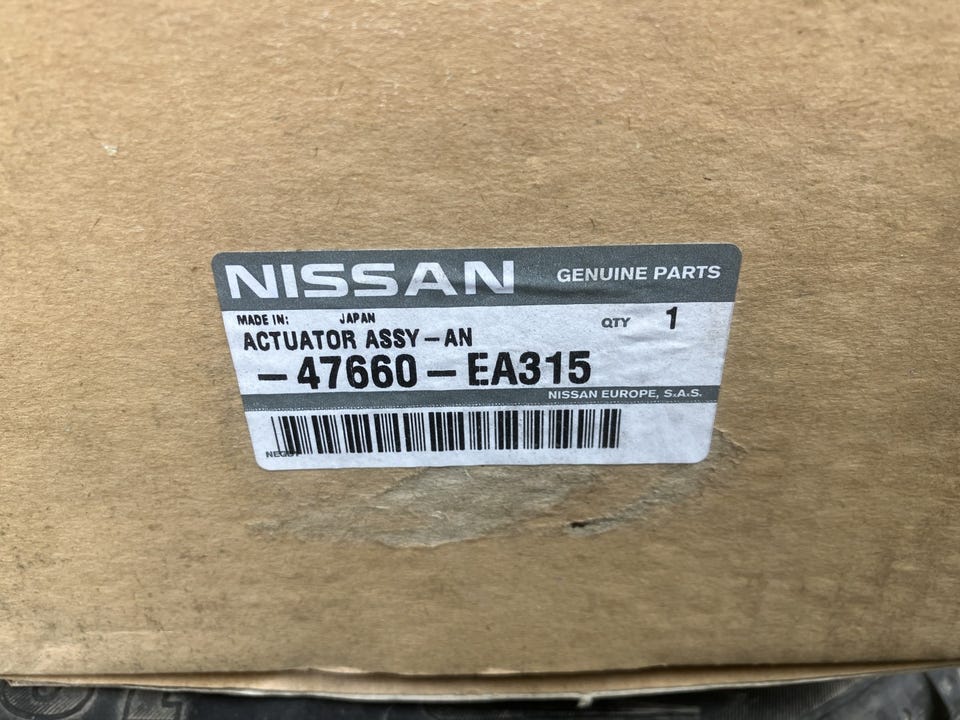 NISSAN GENUINE PARTS
MADE IN: JAPAN QTY 1
ACTUATOR ASSY-AN
-47660-EA315
NISSAN EUROPE, S.A.S.